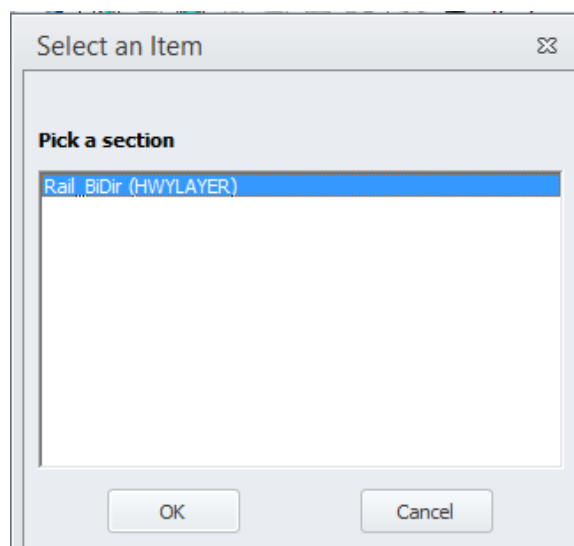 Select an Item
Pick a section
Rail_BiDir (HWYLAYER)
OK
Cancel